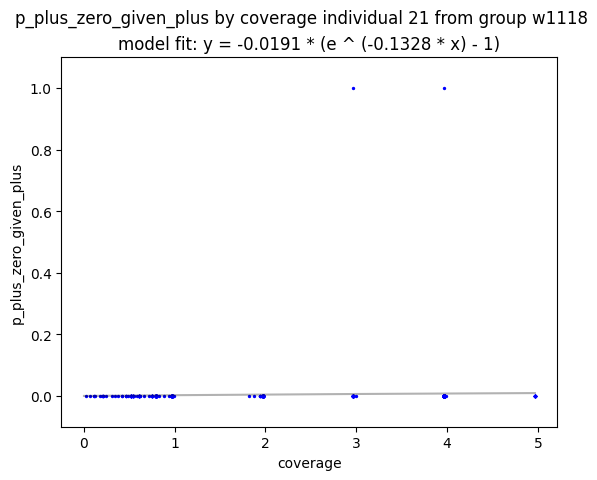 p_plus_zero_given_plus by coverage individual 21 from group w1118
model fit: y = -0.0191 * (e ^ (-0.1328 * x) - 1)
1.0
0.8
0.6
0.4
0.2
0.0
p_plus_zero_given_plus
0 1 2 3 4 5
coverage